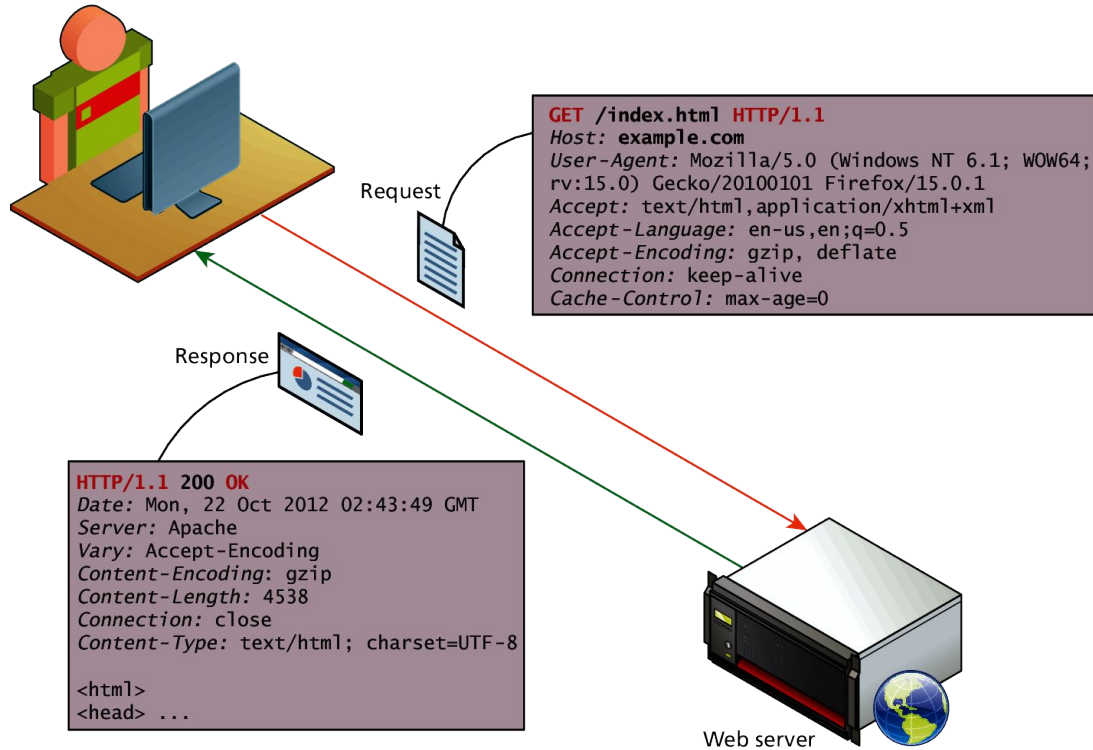 GET /index.html HTTP/1.1
Host: example.com
User-Agent: Mozilla/5.0 (Windows NT 6.1; WOW64;
rv:15.0) Gecko/20100101 Firefox/15.0.1
Accept: text/html,application/xhtml+xml
Accept-Language: en-us,en;q=0.5
Accept-Encoding: gzip, deflate
Connection: keep-alive
Cache-Control: max-age=0
Request
Response
HTTP/1.1 200 OK
Date: Mon, 22 Oct 2012 02:43:49 GMT
Server: Apache
Vary: Accept-Encoding
Content-Encoding: gzip
Content-Length: 4538
Connection: close
Content-Type: text/html; charset=UTF-8
<html>
<head> ...
Web server